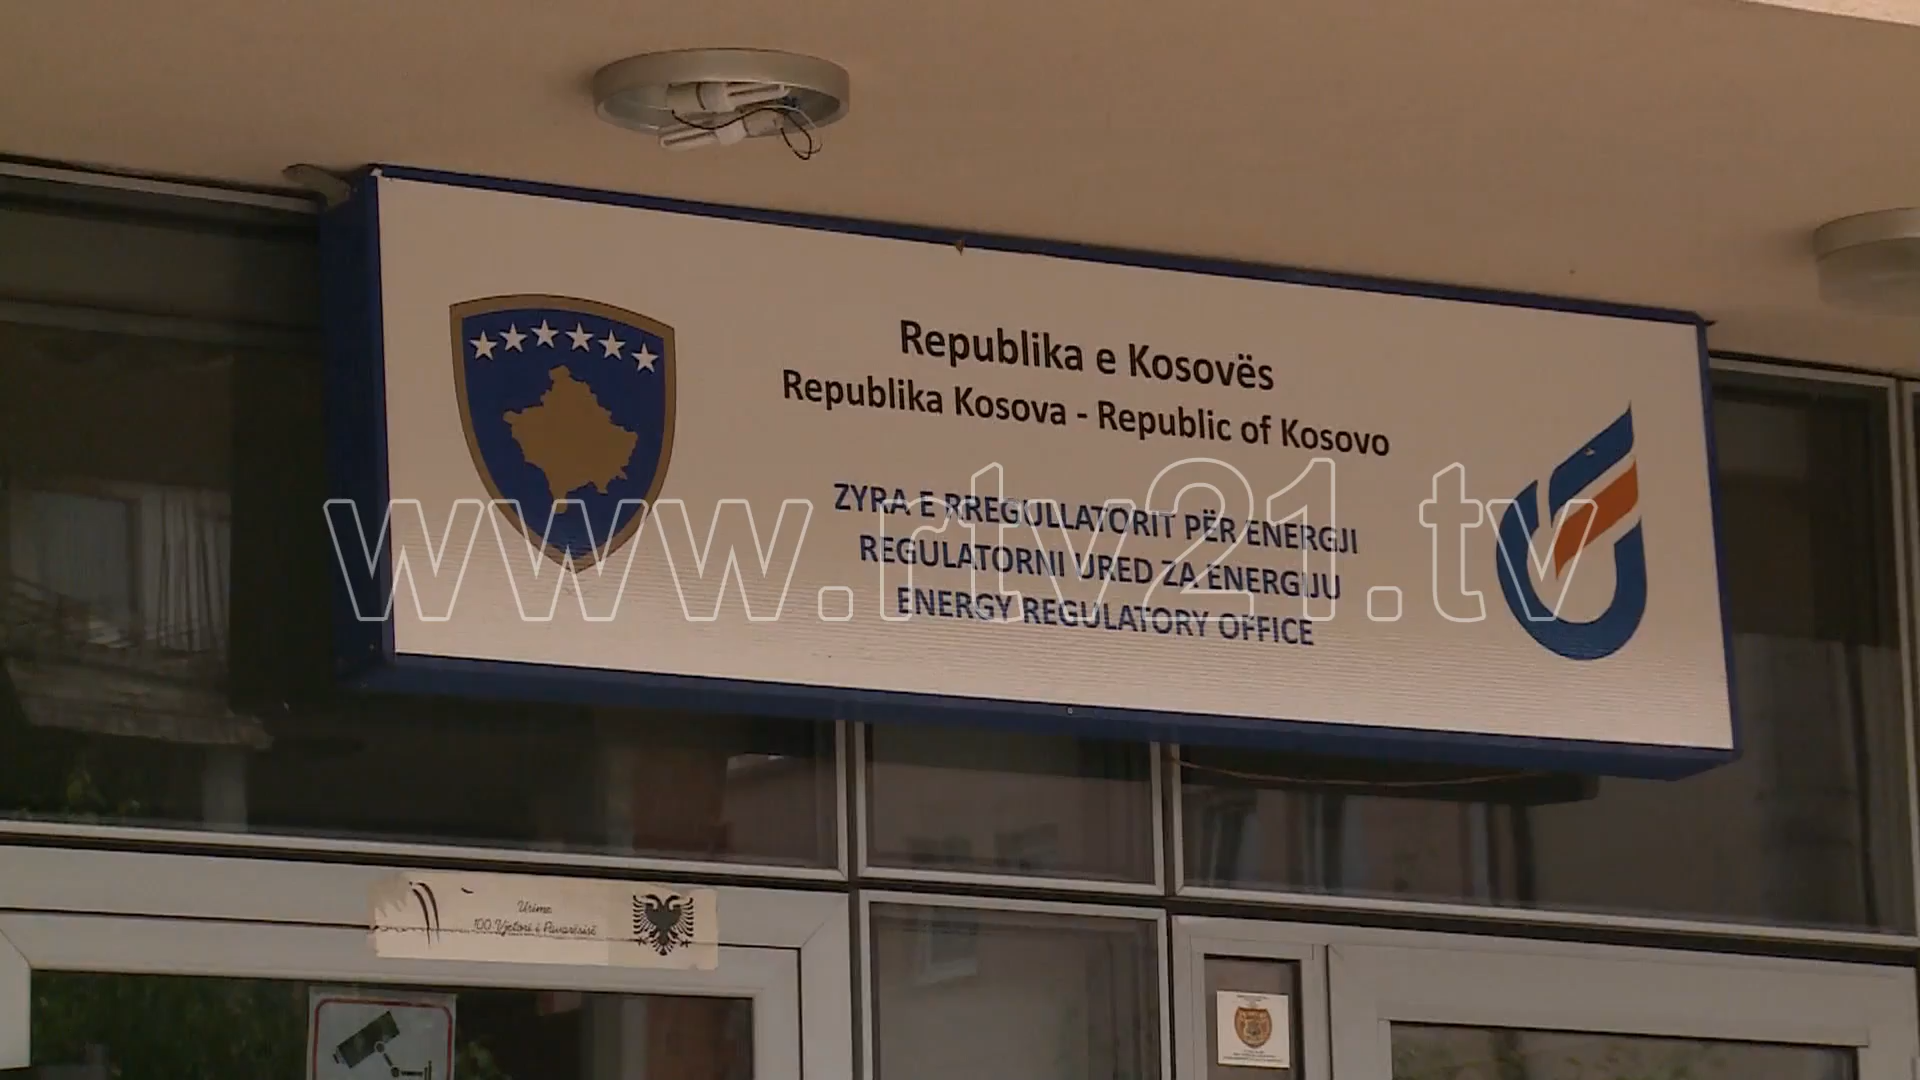 Republika e Kosovës
Republika Kosova - Republic of Kosovo
ZYRA E RREGULLATORIT PËR ENERGJI
REGULATORNI URED ZA ENERGIJU
ENERGY REGULATORY OFFICE
www.rtv21.tv
Urime
100 Vjetori i Pavarësisë